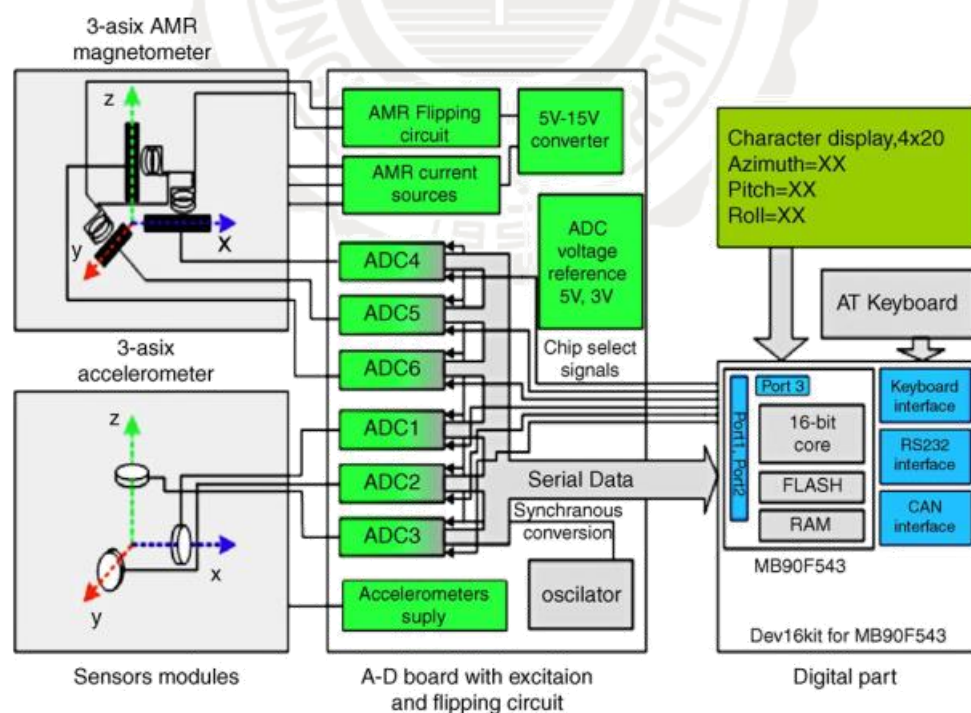 3-asix AMR
magnetometer
z
y
x
3-asix
accelerometer
z
x
y
Sensors modules
AMR Flipping
circuit
5V-15V
converter
AMR current
sources
ADC
voltage
reference
5V, 3V
ADC4
ADC5
ADC6
ADC1
ADC2
ADC3
Chip select
signals
Serial Data
Synchranous
conversion
Accelerometers
suply
oscilator
A-D board with excitaion
and flipping circuit
Character display,4x20
Azimuth=XX
Pitch=XX
Roll=XX
AT Keyboard
Port 3
Port1, Port2
16-bit
core
FLASH
RAM
Keyboard
interface
RS232
interface
CAN
interface
MB90F543
Dev16kit for MB90F543
Digital part